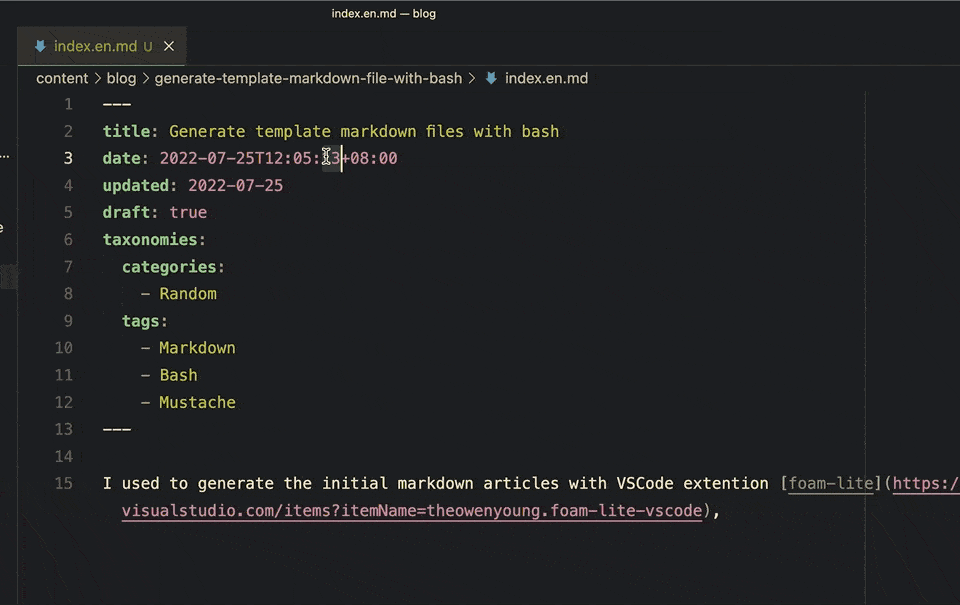 index.en.md — blog
index.en.md U
content > blog > generate-template-markdown-file-with-bash > index.en.md
1 ---
2 title: Generate template markdown files with bash
3 date: 2022-07-25T12:05:13+08:00
4 updated: 2022-07-25
5 draft: true
6 taxonomies:
7 categories:
8 - Random
9 tags:
10 - Markdown
11 - Bash
12 - Mustache
13 ---
14
15 I used to generate the initial markdown articles with VSCode extention [foam-lite](https:/
visualstudio.com/items?itemName=theowenyoung.foam-lite-vscode),